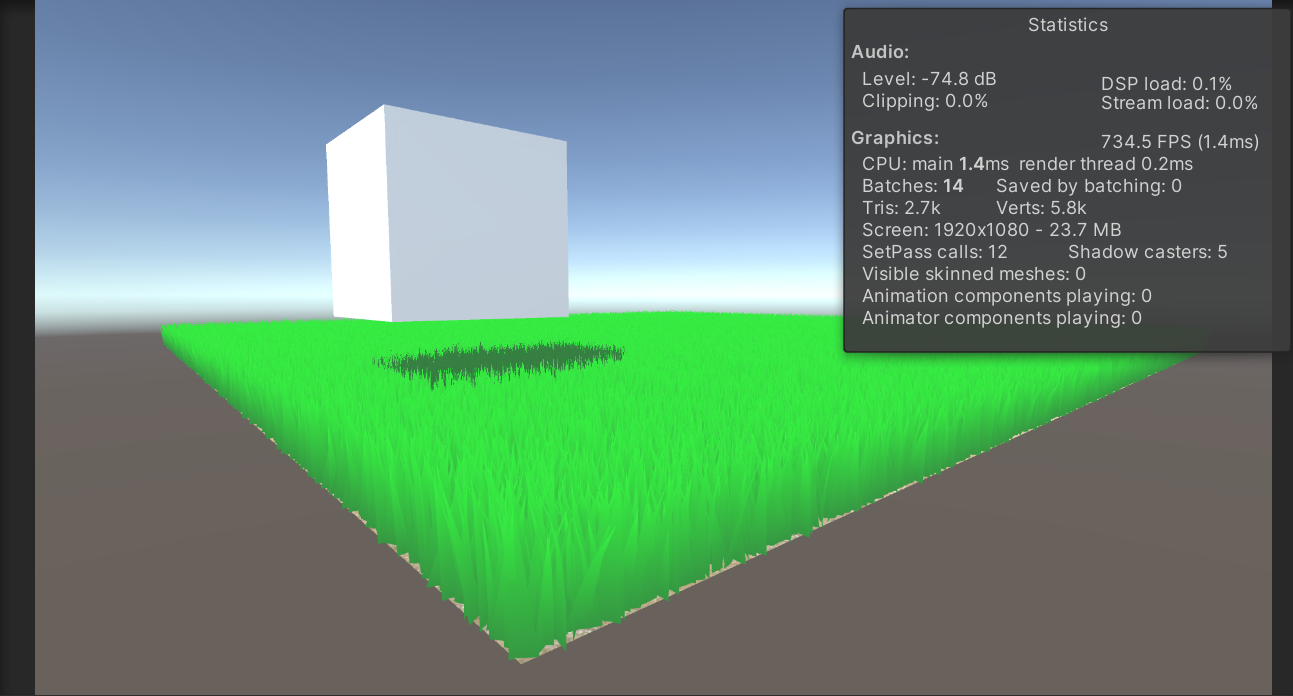 Statistics
Audio:
Level: -74.8 dB DSP load: 0.1%
Clipping: 0.0% Stream load: 0.0%
Graphics: 734.5 FPS (1.4ms)
CPU: main 1.4ms render thread 0.2ms
Batches: 14 Saved by batching: 0
Tris: 2.7k Verts: 5.8k
Screen: 1920x1080 - 23.7 MB
SetPass calls: 12 Shadow casters: 5
Visible skinned meshes: 0
Animation components playing: 0
Animator components playing: 0